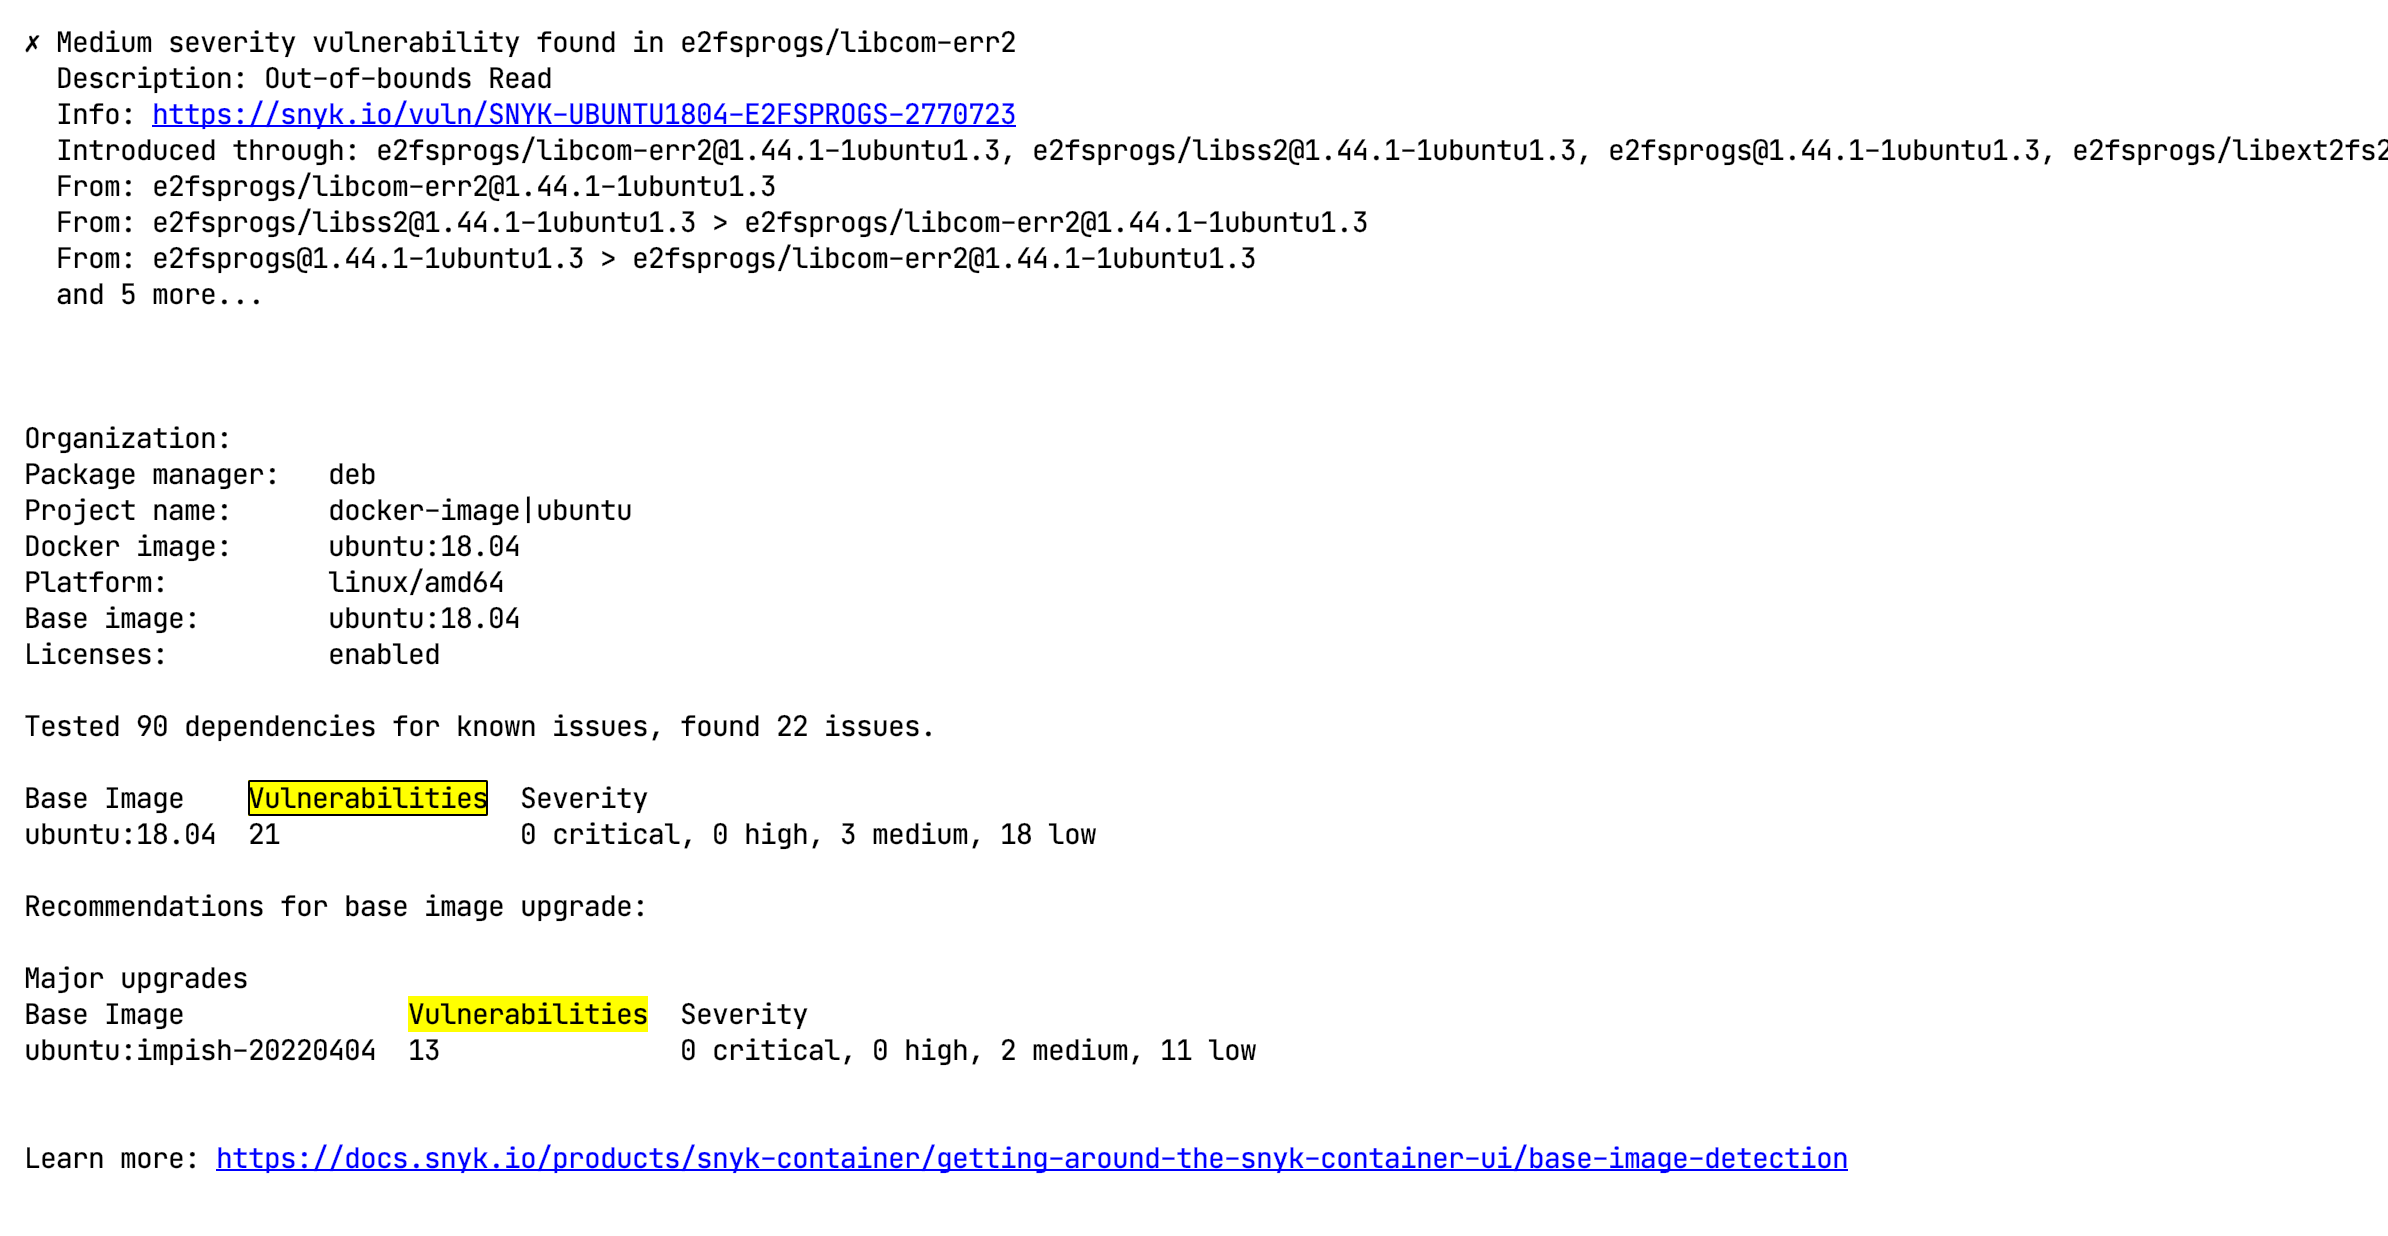 ✗ Medium severity vulnerability found in e2fsprogs/libcom-err2
Description: Out-of-bounds Read
Info: https://snyk.io/vuln/SNYK-UBUNTU1804-E2FSPROGS-2770723
Introduced through: e2fsprogs/libcom-err2@1.44.1-1ubuntu1.3, e2fsprogs/libss2@1.44.1-1ubuntu1.3, e2fsprogs@1.44.1-1ubuntu1.3, e2fsprogs/libext2fs2
From: e2fsprogs/libcom-err2@1.44.1-1ubuntu1.3
From: e2fsprogs/libss2@1.44.1-1ubuntu1.3 > e2fsprogs/libcom-err2@1.44.1-1ubuntu1.3
From: e2fsprogs@1.44.1-1ubuntu1.3 > e2fsprogs/libcom-err2@1.44.1-1ubuntu1.3
and 5 more...
Organization:
Package manager: deb
Project name: docker-image|ubuntu
Docker image: ubuntu:18.04
Platform: linux/amd64
Base image: ubuntu:18.04
Licenses: enabled
Tested 90 dependencies for known issues, found 22 issues.
Base Image Vulnerabilities Severity
ubuntu:18.04 21 0 critical, 0 high, 3 medium, 18 low
Recommendations for base image upgrade:
Major upgrades
Base Image Vulnerabilities Severity
ubuntu:impish-20220404 13 0 critical, 0 high, 2 medium, 11 low
Learn more: https://docs.snyk.io/products/snyk-container/getting-around-the-snyk-container-ui/base-image-detection